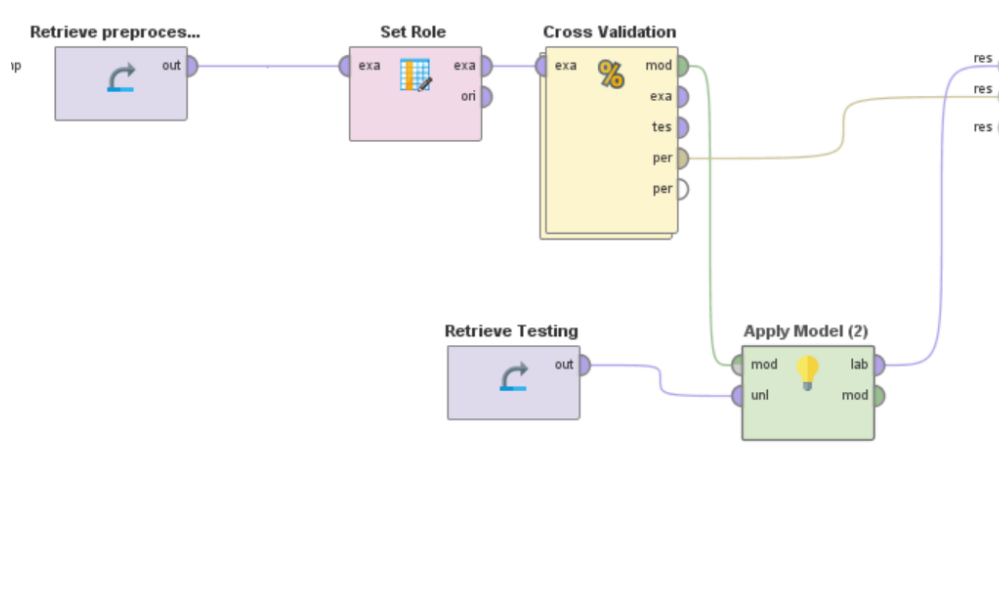 Retrieve preproces...
Set Role
Cross Validation
np
out
exa
exa
ori
exa
mod
exa
tes
per
per
res
res
res
Retrieve Testing
out
Apply Model (2)
mod
unl
lab
mod
%